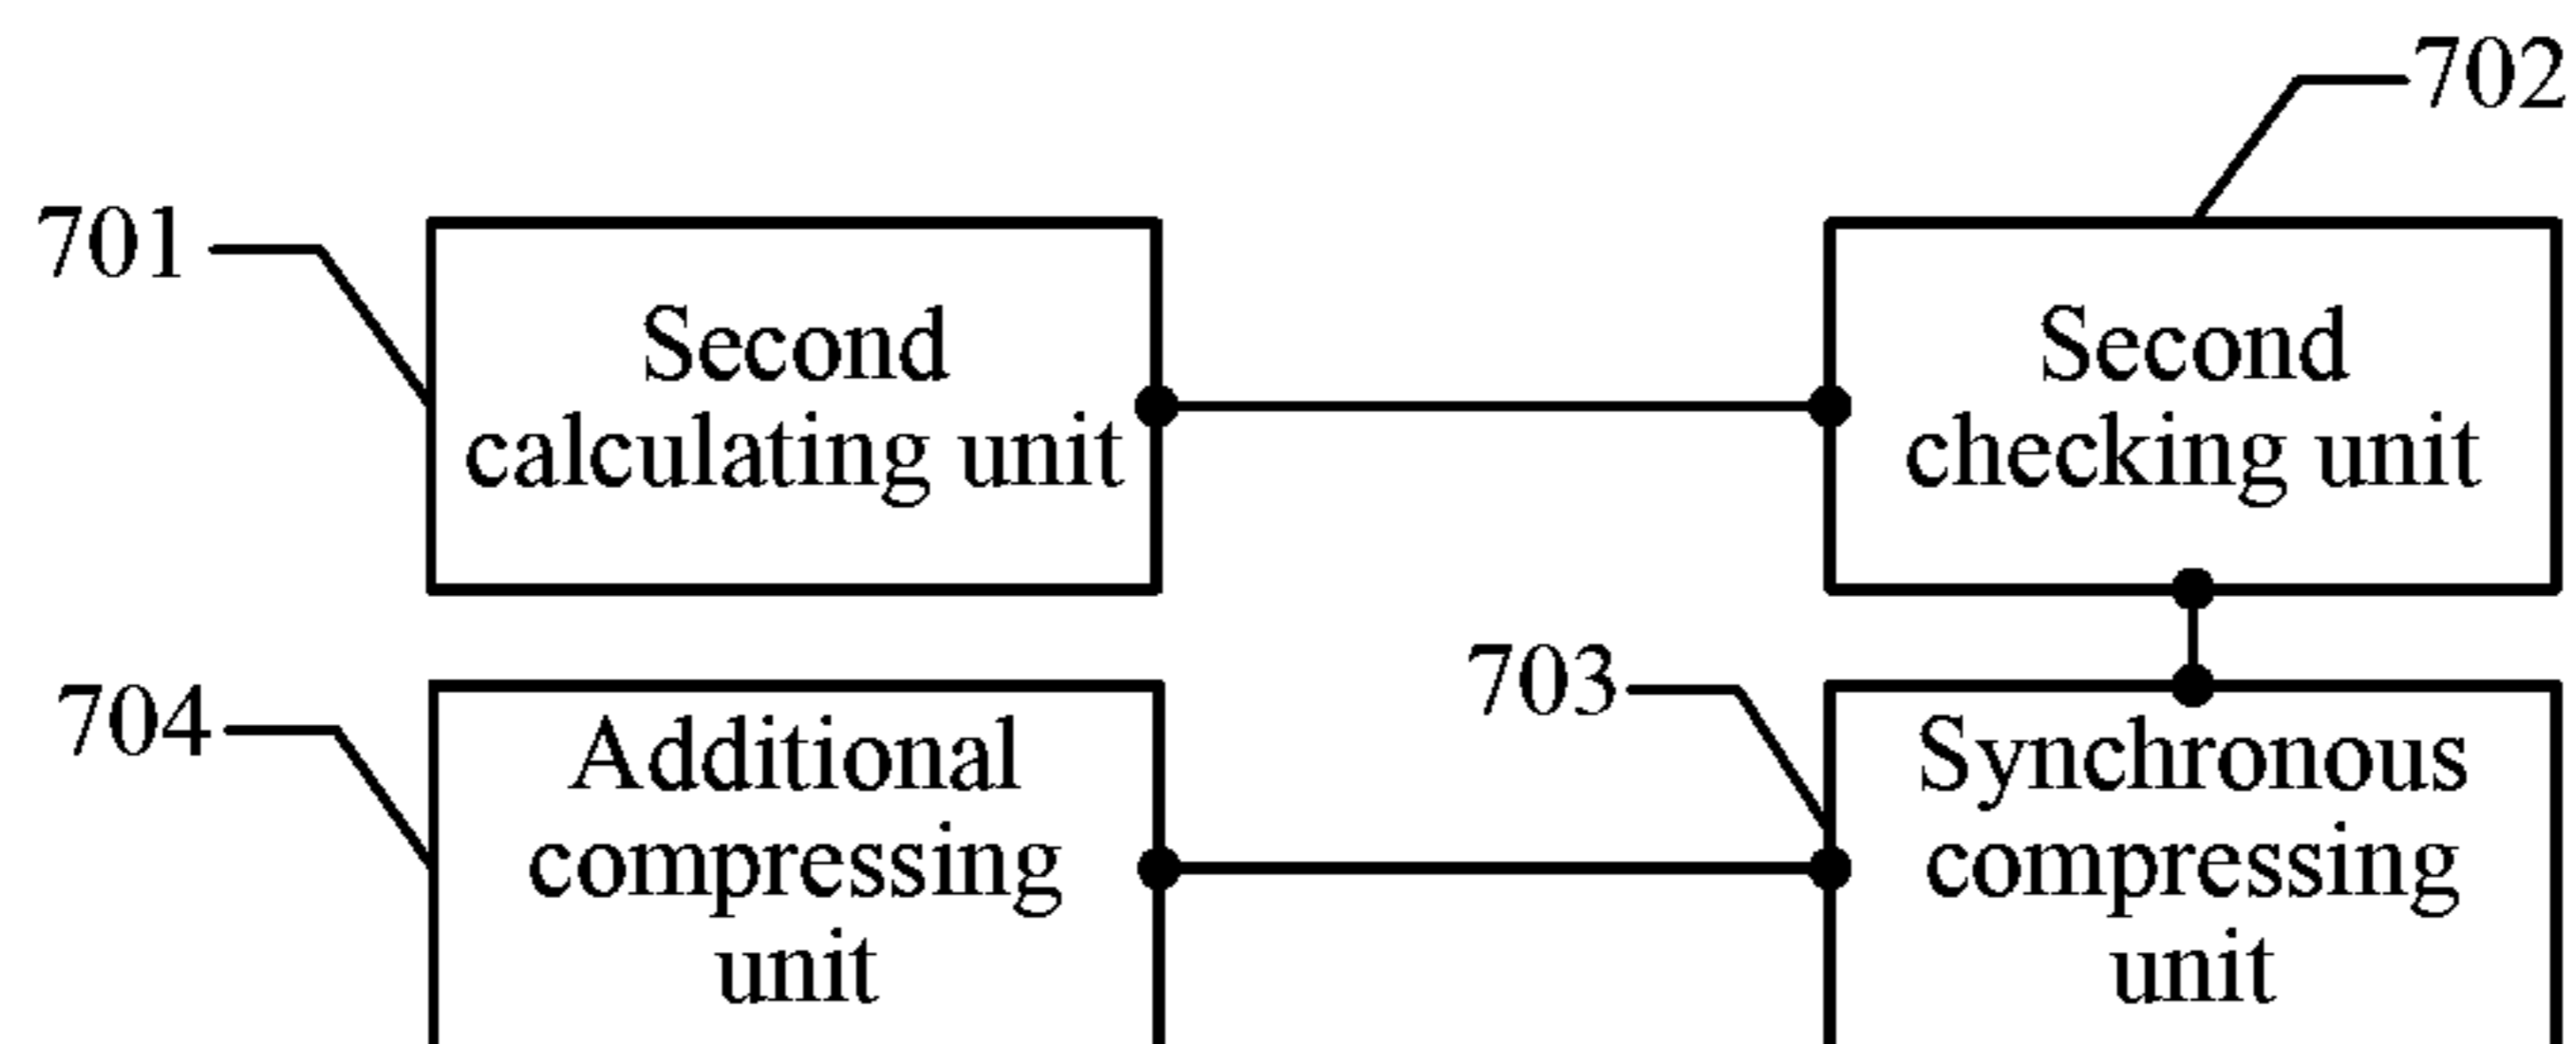 702
701
Second
calculating unit
Second
checking unit
704
703
Additional
compressing
unit
Synchronous
compressing
unit